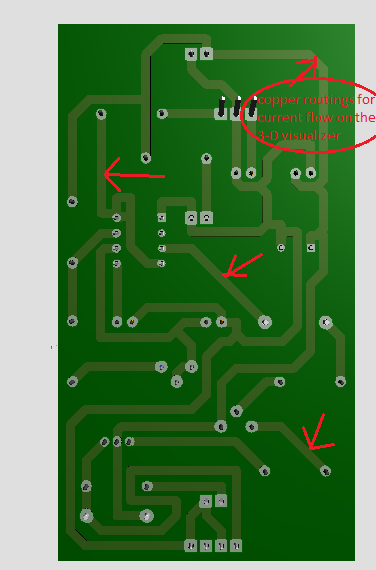 copper routings for
current flow on the
3-D visualizer